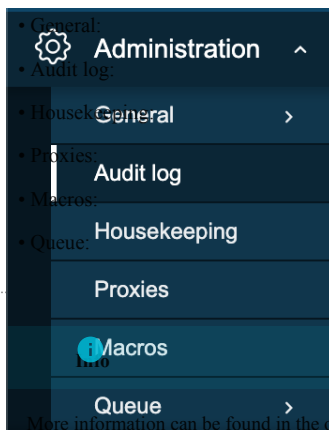 • General:
Administration
• Audit log:
• Housekeeping:
General
• Proxies:
Audit log
• Macros:
Housekeeping
• Queue:
Proxies
Macros
Info
Queue
More information can be found in the